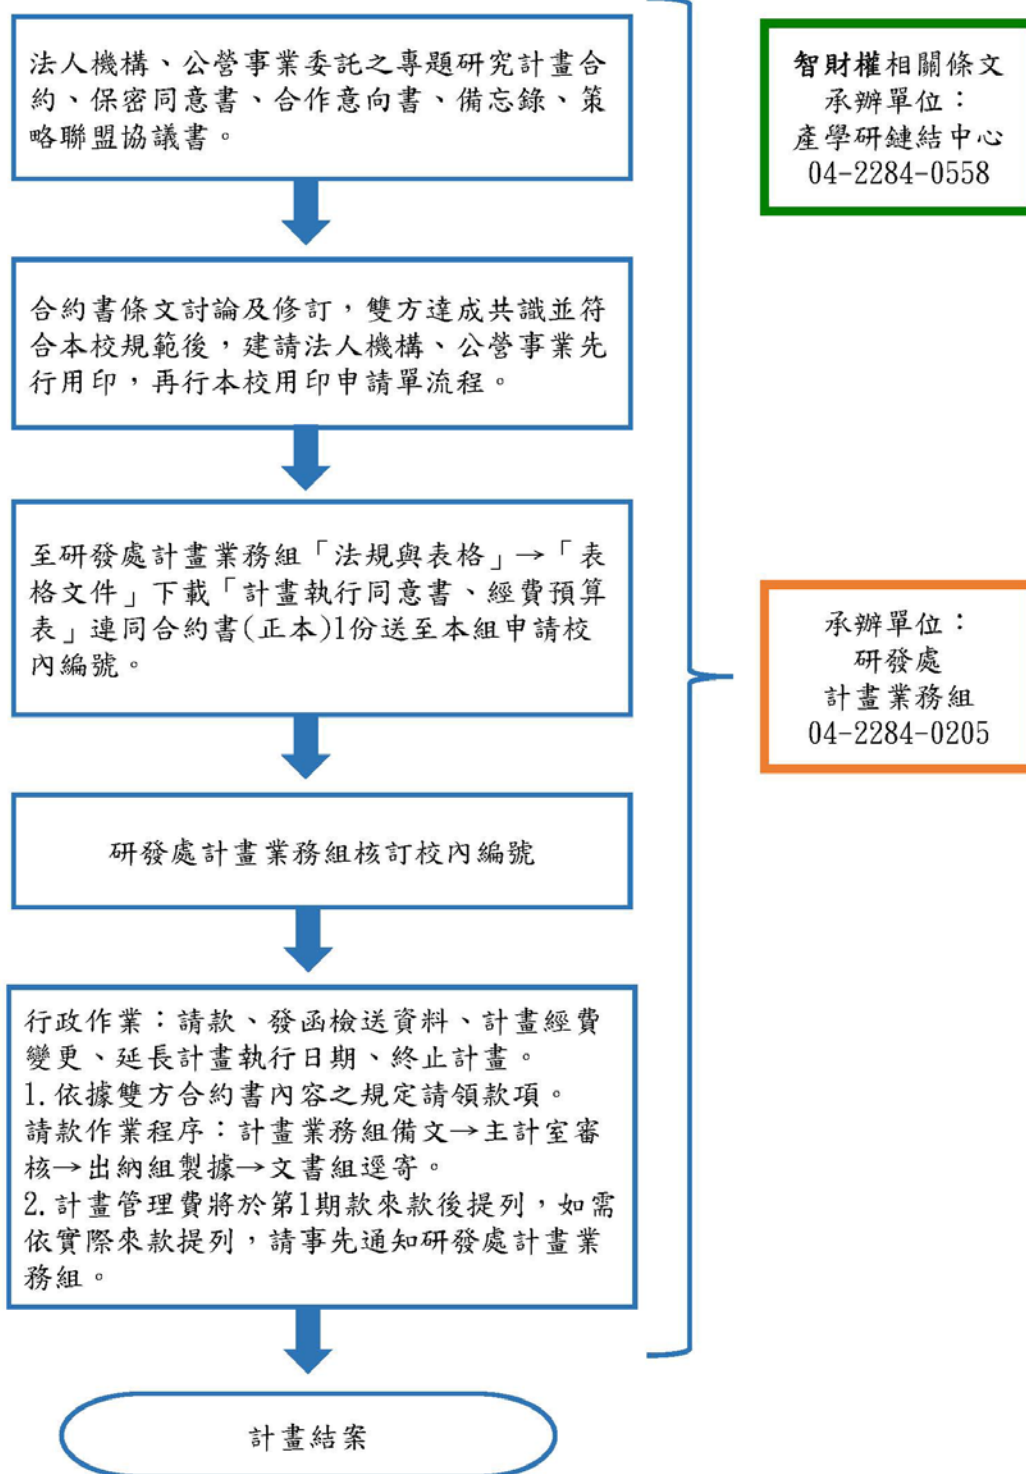 法人機構、公營事業委託之專題研究計畫合
約、保密同意書、合作意向書、備忘錄、策
略聯盟協議書。
智財權相關條文
承辦單位：
產學研鏈結中心
04-2284-0558
合約書條文討論及修訂，雙方達成共識並符
合本校規範後，建請法人機構、公營事業先
行用印，再行本校用印申請單流程。
至研發處計畫業務組「法規與表格」→「表
格文件」下載「計畫執行同意書、經費預算
表」連同合約書(正本)1份送至本組申請校
內編號。
承辦單位：
研發處
計畫業務組
04-2284-0205
研發處計畫業務組核訂校內編號
行政作業：請款、發函檢送資料、計畫經費
變更、延長計畫執行日期、終止計畫。
1.依據雙方合約書內容之規定請領款項。
請款作業程序：計畫業務組備文→主計室審
核→出納組製據→文書組逕寄。
2.計畫管理費將於第1期款來款後提列，如需
依實際來款提列，請事先通知研發處計畫業
務組。
計畫結案